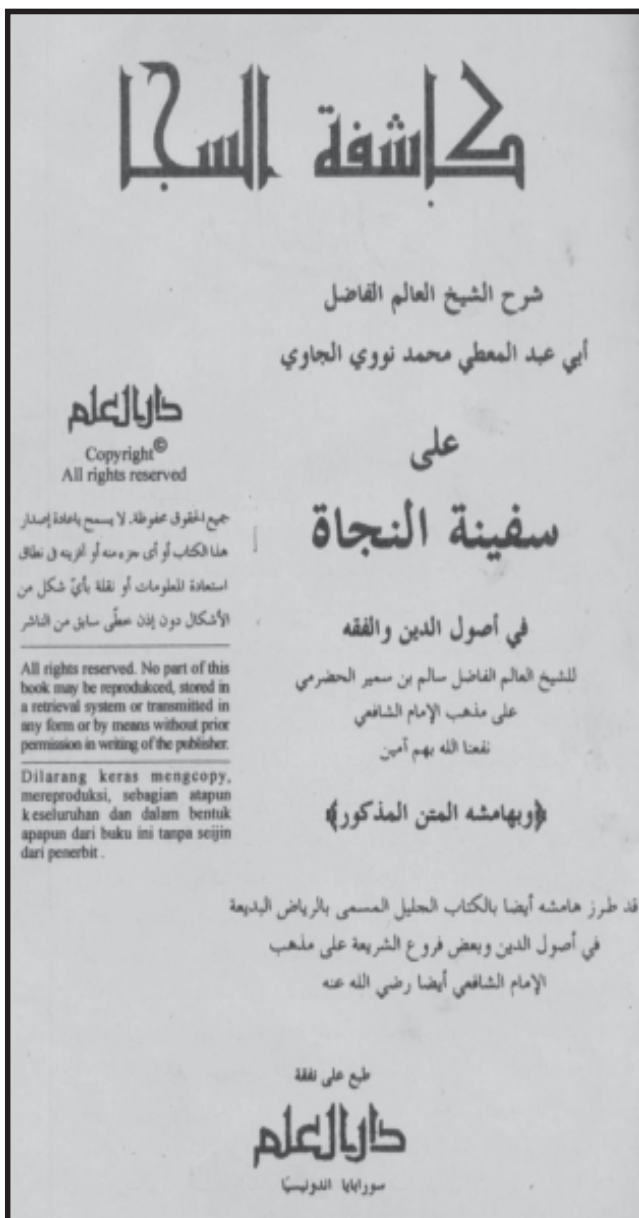 كاشفة السجا
شرح الشيخ العالم الفاضل
أبي عبد المعطي محمد نووي الجاوي
على
سفينة النجاة
في أصول الدين والفقه
للشيخ العالم الفاضل سالم بن سمير الحضرمي
على مذهب الإمام الشافعي
نفعنا الله بهم آمين
﴿وبهامشه المتن المذكور﴾
قد طرز هامشه أيضا بالكتاب الجليل المسمى بالرياض البديعة
في أصول الدين وبعض فروع الشريعة على مذهب
الإمام الشافعي أيضا رضي الله عنه
طبع على نفقة
دار العلم
سورابايا اندونيسيا
دار العلم
Copyright©
All rights reserved
جميع الحقوق محفوظة. لا يسمح بإعادة إصدار
هذا الكتاب أو أى جزء منه أو تخزينه في نطاق
استعادة المعلومات أو نقلة بأيّ شكل من
الأشكال دون إذن خطّي سابق من الناشر
All rights reserved. No part of this
book may be reprodukced, stored in
a retrieval system or transmitted in
any form or by means without prior
permission in writing of the publisher.
Dilarang keras mengcopy,
mereproduksi, sebagian atapun
keseluruhan dan dalam bentuk
apapun dari buku ini tanpa seijin
dari penerbit .